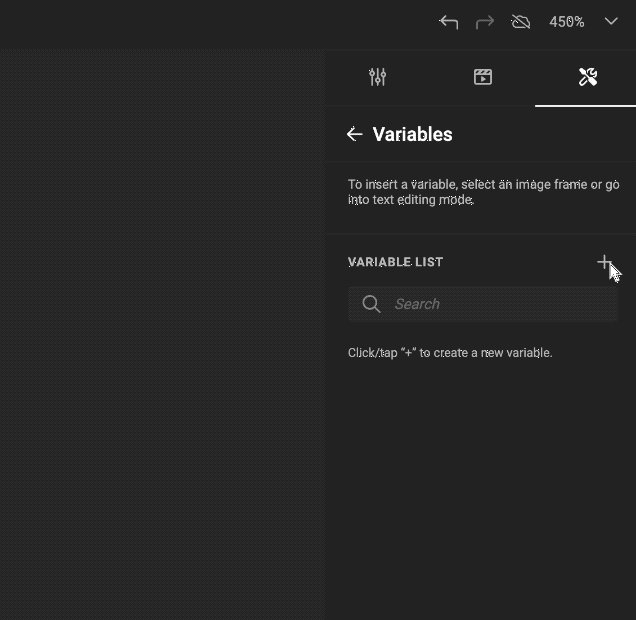 450%
Variables
To insert a variable, select an image frame or go
into text editing mode.
VARIABLE LIST
Search
Click/tap "+" to create a new variable.